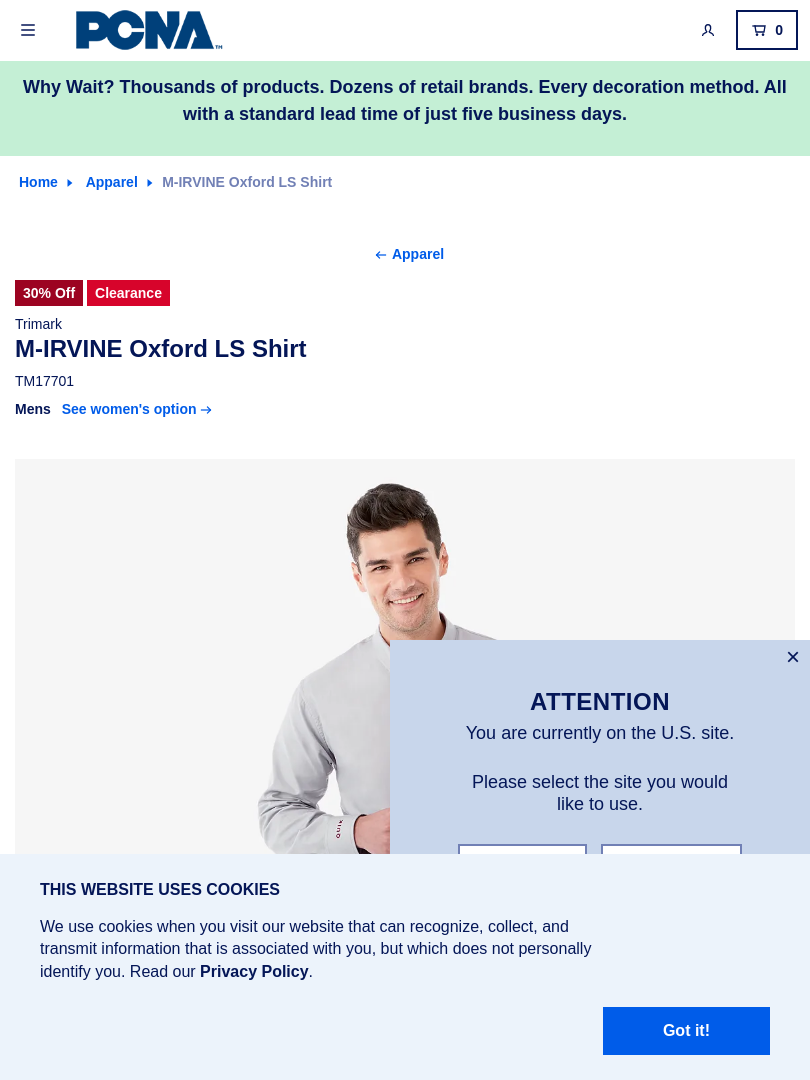 PCNA™
0
Why Wait? Thousands of products. Dozens of retail brands. Every decoration method. All
with a standard lead time of just five business days.
Home
Apparel
M-IRVINE Oxford LS Shirt
Apparel
30% Off
Clearance
Trimark
M-IRVINE Oxford LS Shirt
TM17701
Mens
See women's option
ATTENTION
You are currently on the U.S. site.
Please select the site you would
like to use.
THIS WEBSITE USES COOKIES
We use cookies when you visit our website that can recognize, collect, and
transmit information that is associated with you, but which does not personally
identify you. Read our Privacy Policy.
Got it!